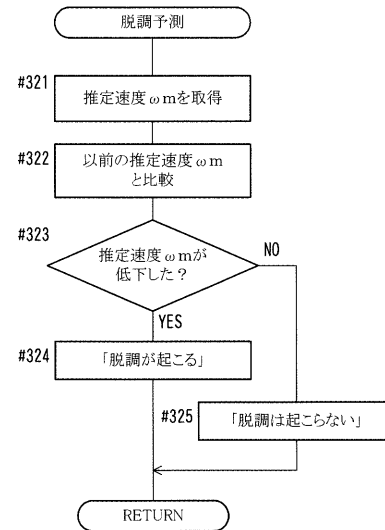 脱調予測
#321
推定速度ωmを取得
#322
以前の推定速度ωm
と比較
#323
推定速度ωmが
低下した？
NO
YES
#324
「脱調が起こる」
#325
「脱調は起こらない」
RETURN